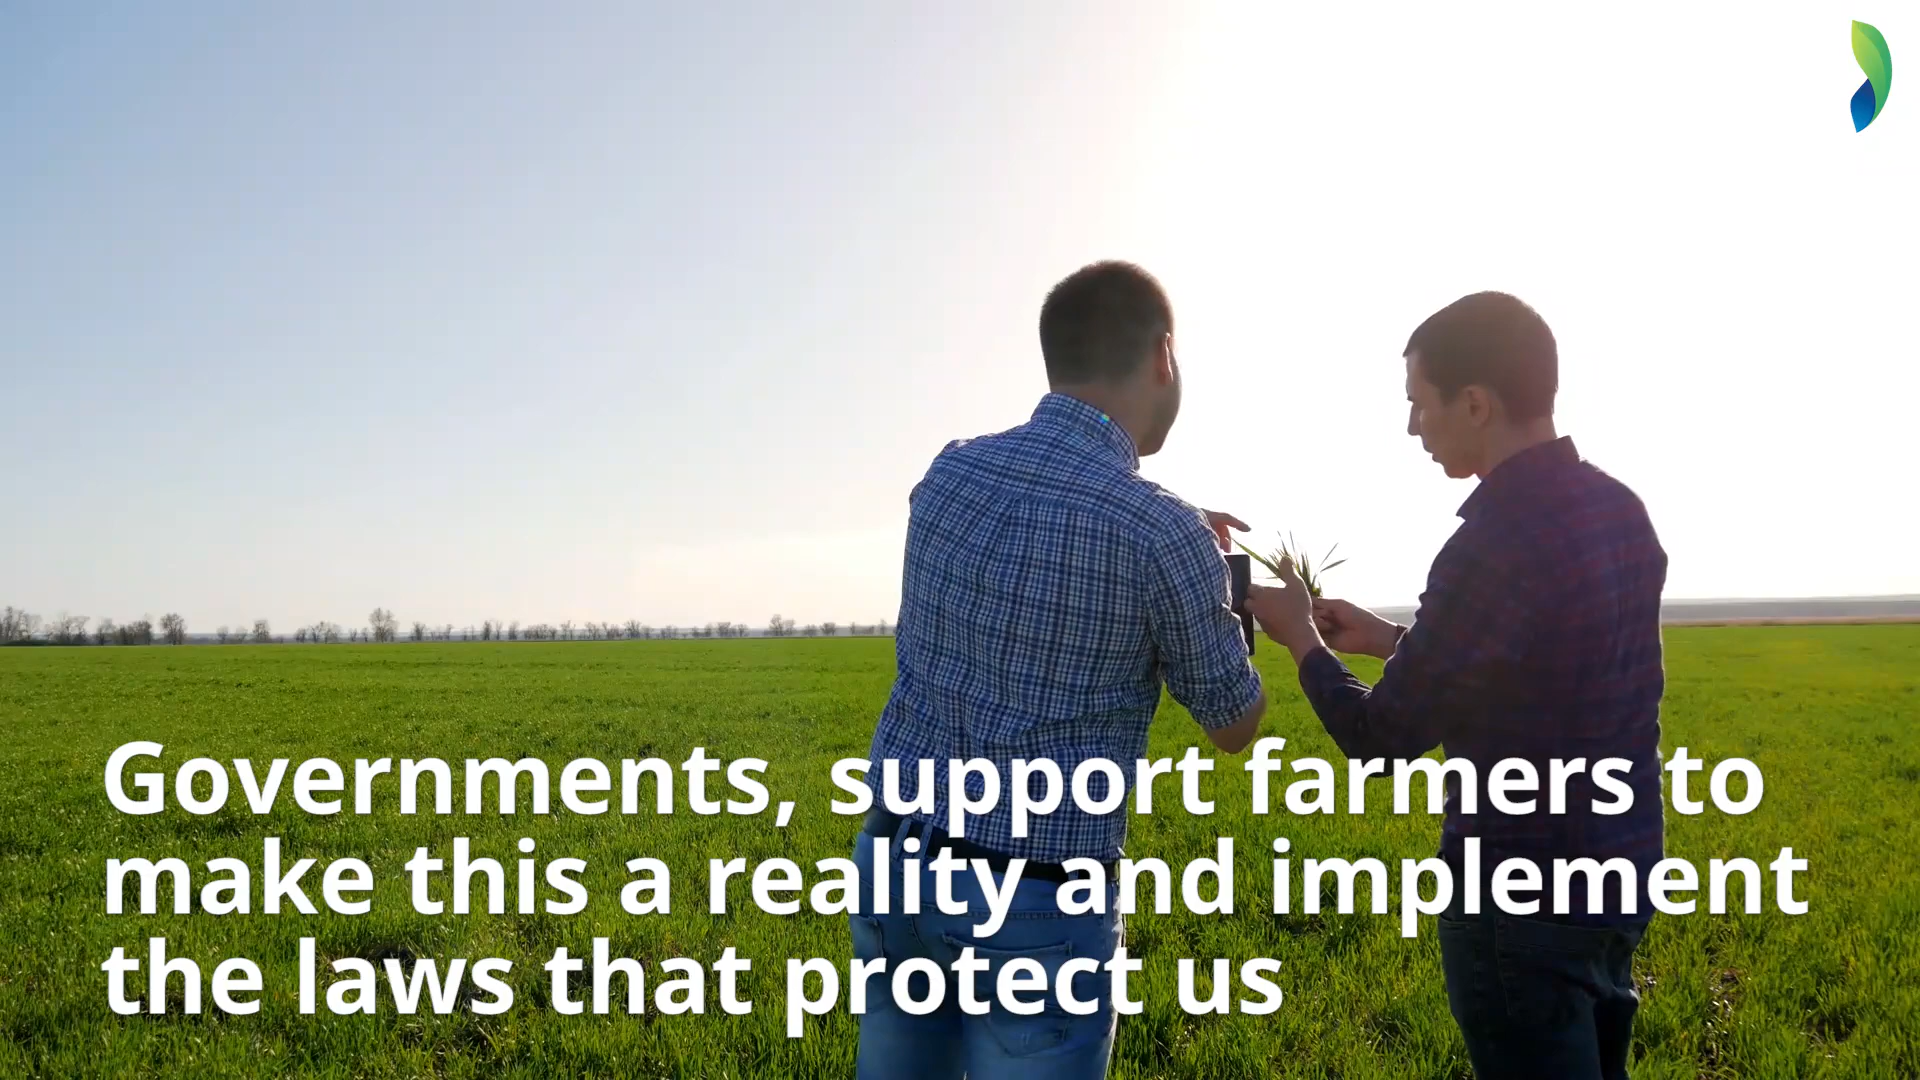 Governments, support farmers to
make this a reality and implement
the laws that protect us